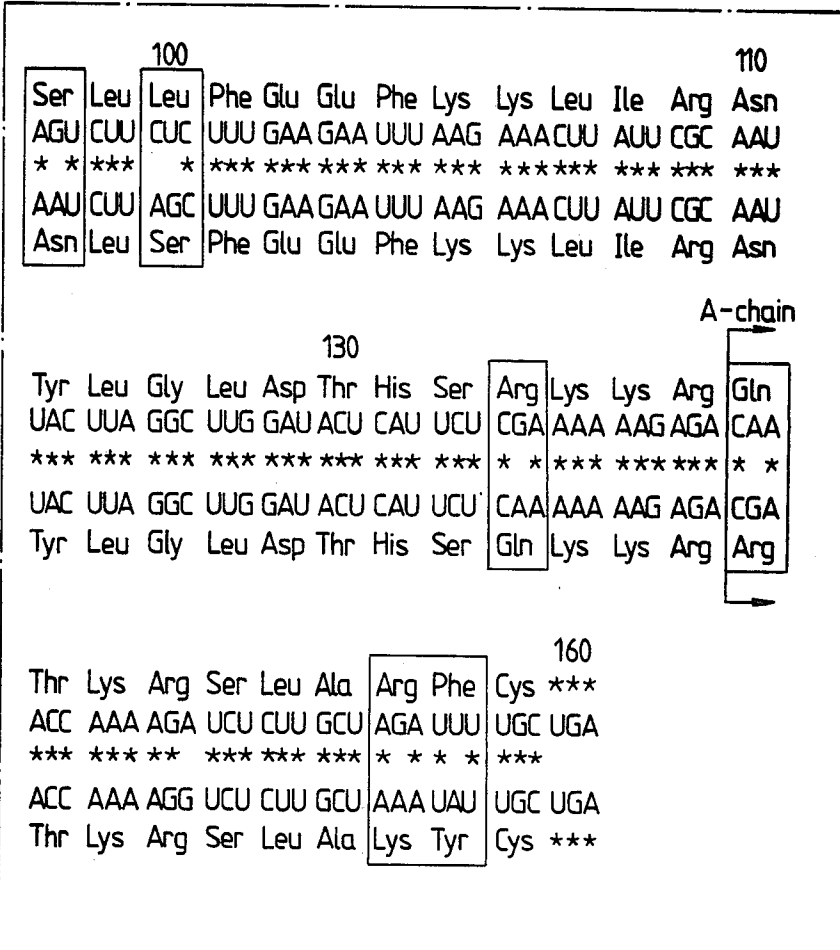 100 110
Ser Leu Leu Phe Glu Glu Phe Lys Lys Leu Ile Arg Asn
AGU CUU CUC UUU GAA GAA UUU AAG AAA CUU AUU CGC AAU
* * *** * *** *** *** *** *** *** *** *** *** ***
AAU CUU AGC UUU GAA GAA UUU AAG AAA CUU AUU CGC AAU
Asn Leu Ser Phe Glu Glu Phe Lys Lys Leu Ile Arg Asn
A-chain
130
Tyr Leu Gly Leu Asp Thr His Ser Arg Lys Lys Arg Gln
UAC UUA GGC UUG GAU ACU CAU UCU CGA AAA AAG AGA CAA
*** *** *** *** *** *** *** *** * * *** *** *** * *
UAC UUA GGC UUG GAU ACU CAU UCU CAA AAA AAG AGA CGA
Tyr Leu Gly Leu Asp Thr His Ser Gln Lys Lys Arg Arg
160
Thr Lys Arg Ser Leu Ala Arg Phe Cys ***
ACC AAA AGA UCU CUU GCU AGA UUU UGC UGA
*** *** ** *** *** *** * * * * ***
ACC AAA AGG UCU CUU GCU AAA UAU UGC UGA
Thr Lys Arg Ser Leu Ala Lys Tyr Cys ***